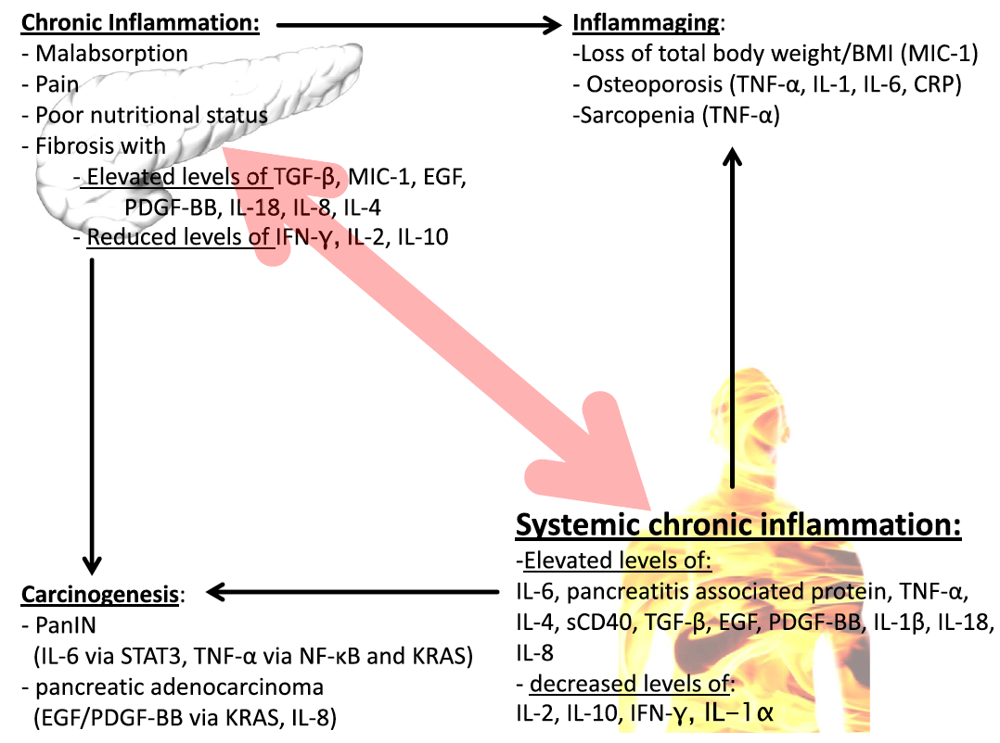 Chronic Inflammation:
- Malabsorption
- Pain
- Poor nutritional status
- Fibrosis with
- Elevated levels of TGF-β, MIC-1, EGF,
PDGF-BB, IL-18, IL-8, IL-4
- Reduced levels of IFN-γ, IL-2, IL-10
Inflammaging:
-Loss of total body weight/BMI (MIC-1)
- Osteoporosis (TNF-α, IL-1, IL-6, CRP)
-Sarcopenia (TNF-α)
Carcinogenesis:
- PanIN
(IL-6 via STAT3, TNF-α via NF-κB and KRAS)
- pancreatic adenocarcinoma
(EGF/PDGF-BB via KRAS, IL-8)
Systemic chronic inflammation:
-Elevated levels of:
IL-6, pancreatitis associated protein, TNF-α,
IL-4, sCD40, TGF-β, EGF, PDGF-BB, IL-1β, IL-18,
IL-8
- decreased levels of:
IL-2, IL-10, IFN-γ, IL-1α